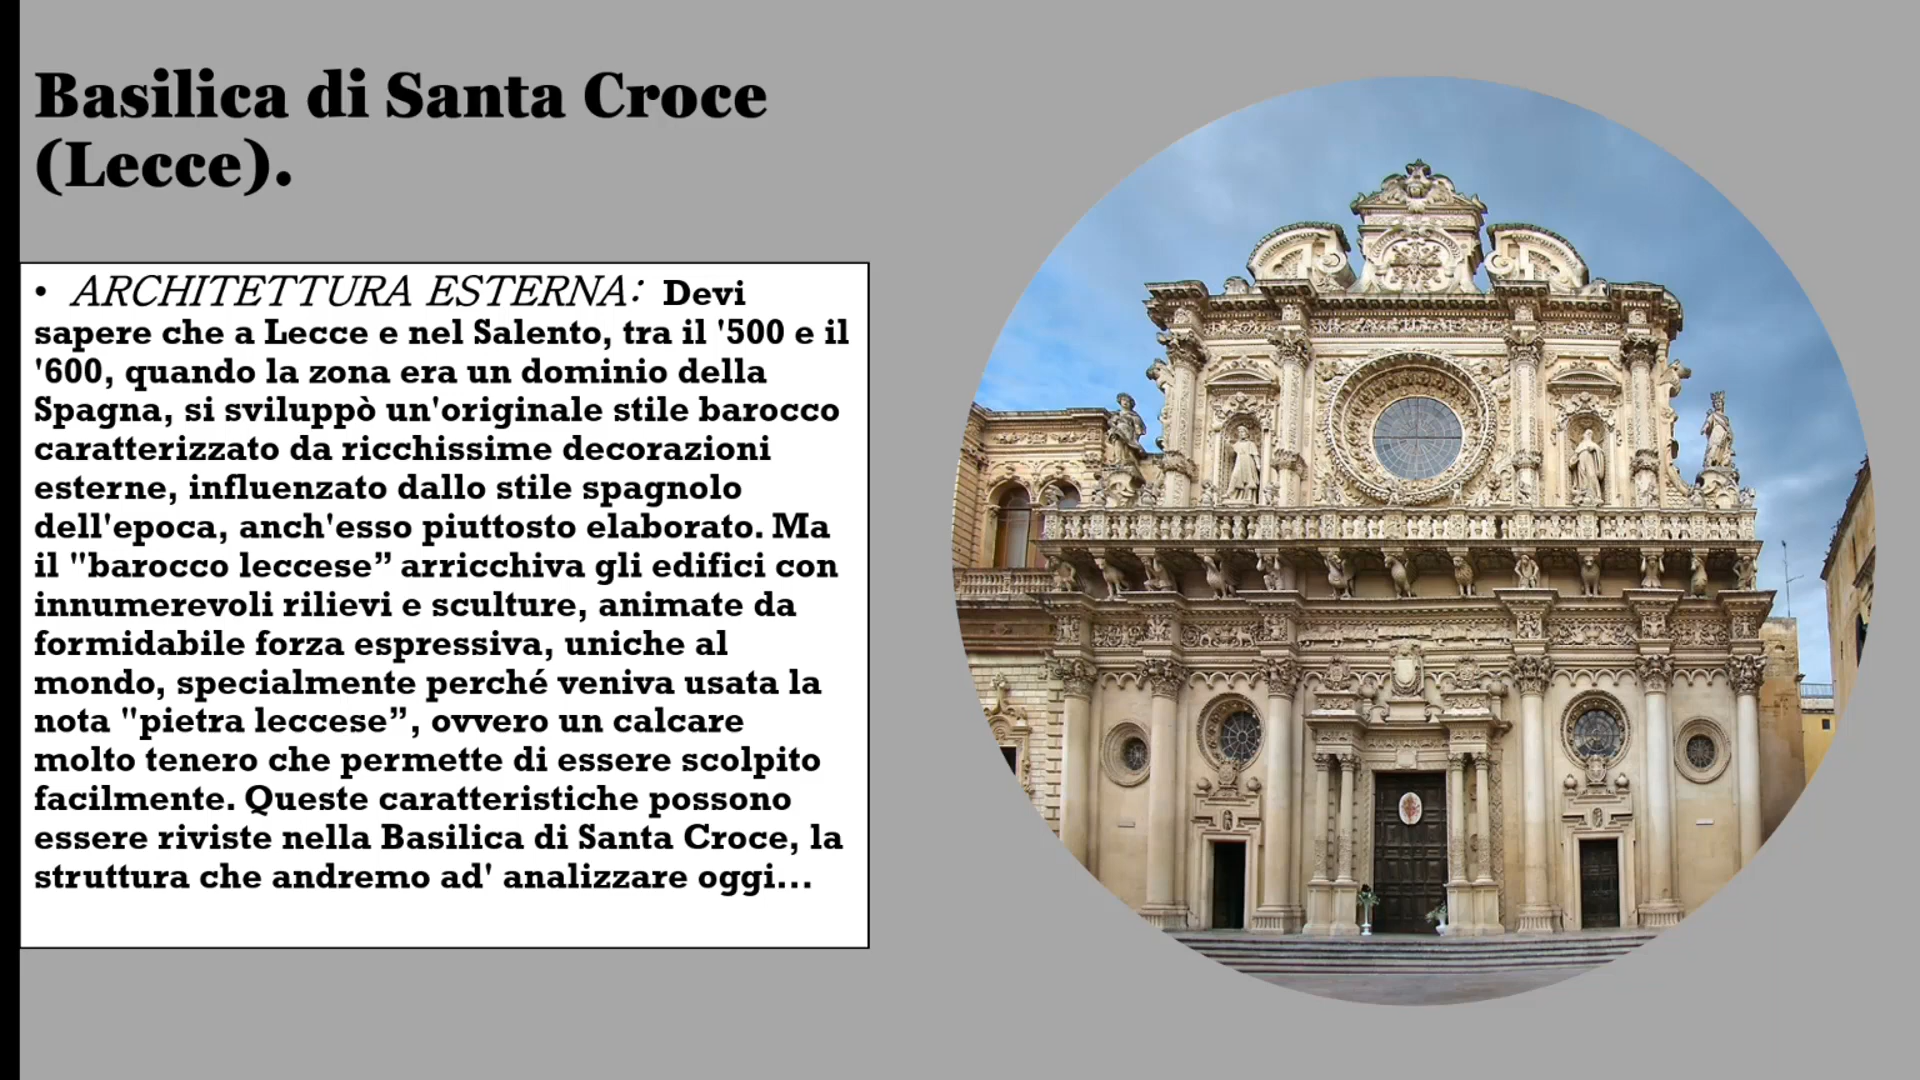 Basilica di Santa Croce
(Lecce).
• ARCHITETTURA ESTERNA: Devi
sapere che a Lecce e nel Salento, tra il '500 e il
'600, quando la zona era un dominio della
Spagna, si sviluppò un'originale stile barocco
caratterizzato da ricchissime decorazioni
esterne, influenzato dallo stile spagnolo
dell'epoca, anch'esso piuttosto elaborato. Ma
il "barocco leccese” arricchiva gli edifici con
innumerevoli rilievi e sculture, animate da
formidabile forza espressiva, uniche al
mondo, specialmente perché veniva usata la
nota "pietra leccese”, ovvero un calcare
molto tenero che permette di essere scolpito
facilmente. Queste caratteristiche possono
essere riviste nella Basilica di Santa Croce, la
struttura che andremo ad' analizzare oggi...